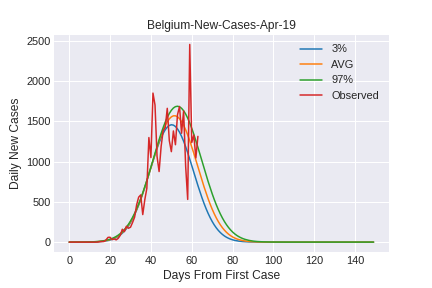 Belgium-New-Cases-Apr-19
2500
2000
1500
1000
500
0
Daily New Cases
3%
AVG
97%
Observed
0 20 40 60 80 100 120 140
Days From First Case